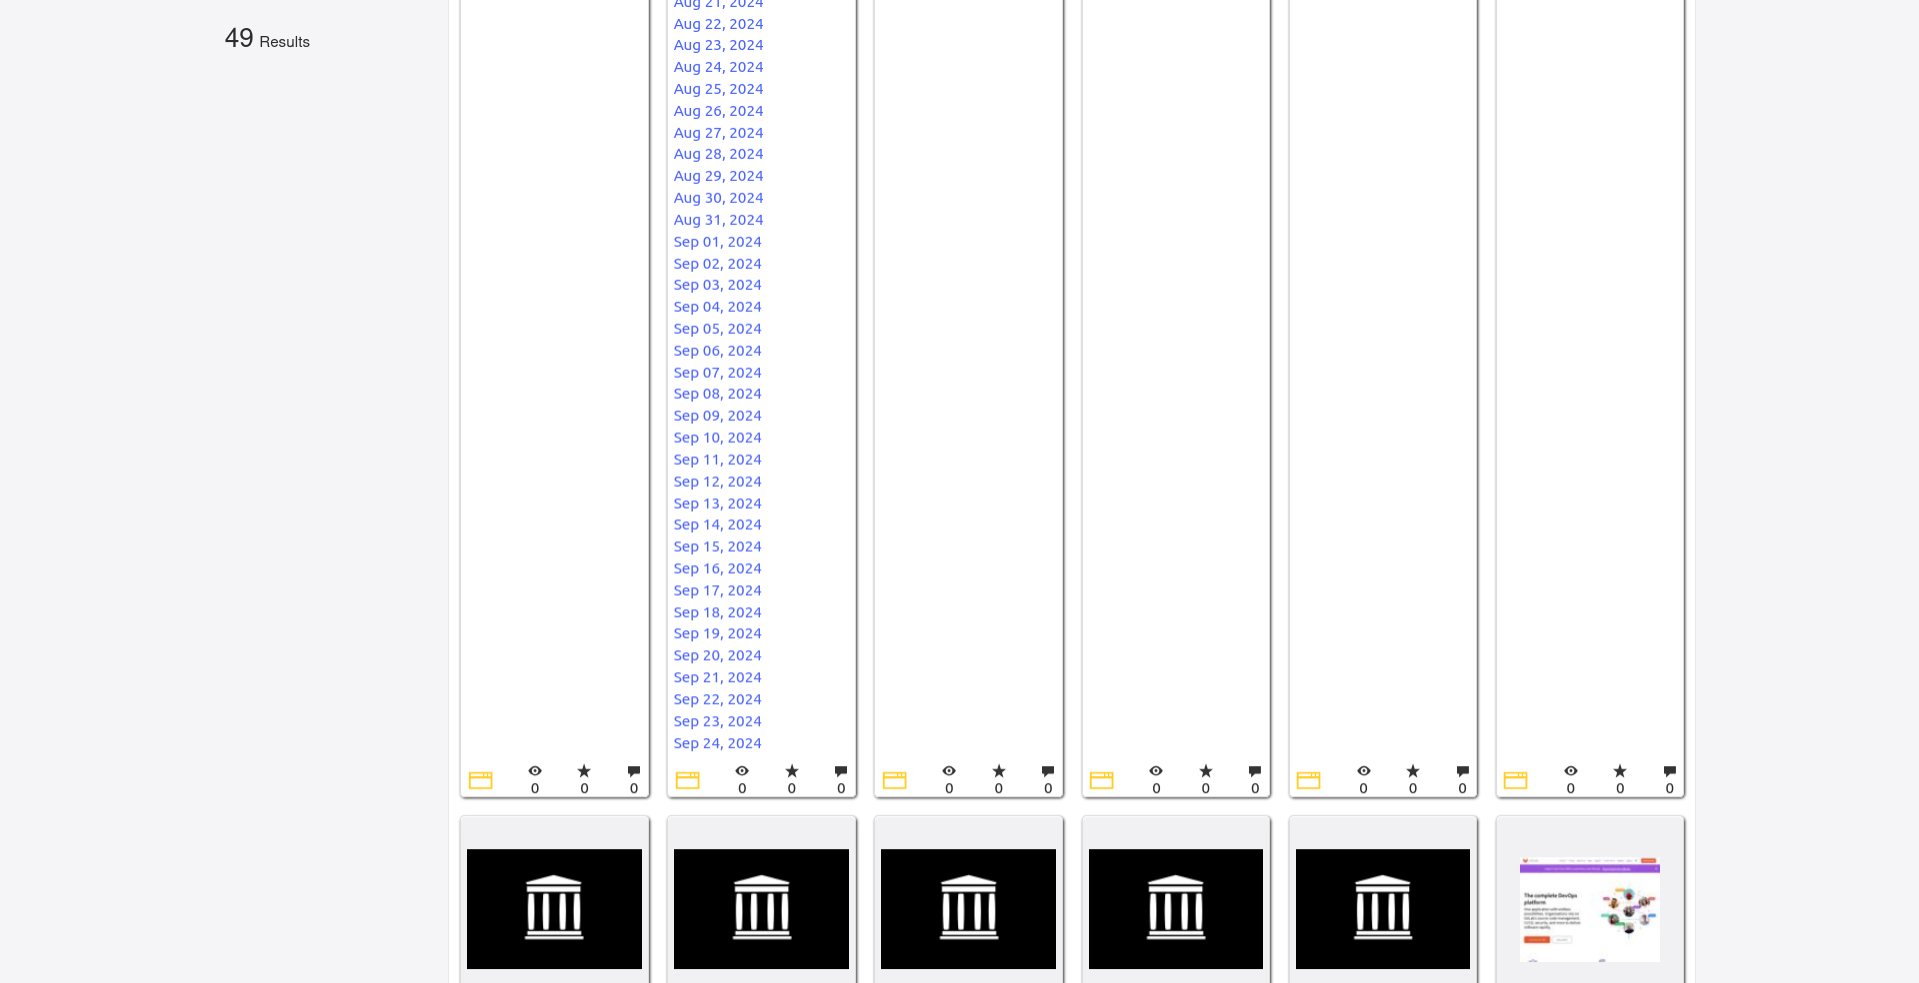 49 Results
Aug 21, 2024
Aug 22, 2024
Aug 23, 2024
Aug 24, 2024
Aug 25, 2024
Aug 26, 2024
Aug 27, 2024
Aug 28, 2024
Aug 29, 2024
Aug 30, 2024
Aug 31, 2024
Sep 01, 2024
Sep 02, 2024
Sep 03, 2024
Sep 04, 2024
Sep 05, 2024
Sep 06, 2024
Sep 07, 2024
Sep 08, 2024
Sep 09, 2024
Sep 10, 2024
Sep 11, 2024
Sep 12, 2024
Sep 13, 2024
Sep 14, 2024
Sep 15, 2024
Sep 16, 2024
Sep 17, 2024
Sep 18, 2024
Sep 19, 2024
Sep 20, 2024
Sep 21, 2024
Sep 22, 2024
Sep 23, 2024
Sep 24, 2024
0 0 0 0 0 0 0 0 0 0 0 0 0 0 0 0 0 0
The complete DevOps
platform